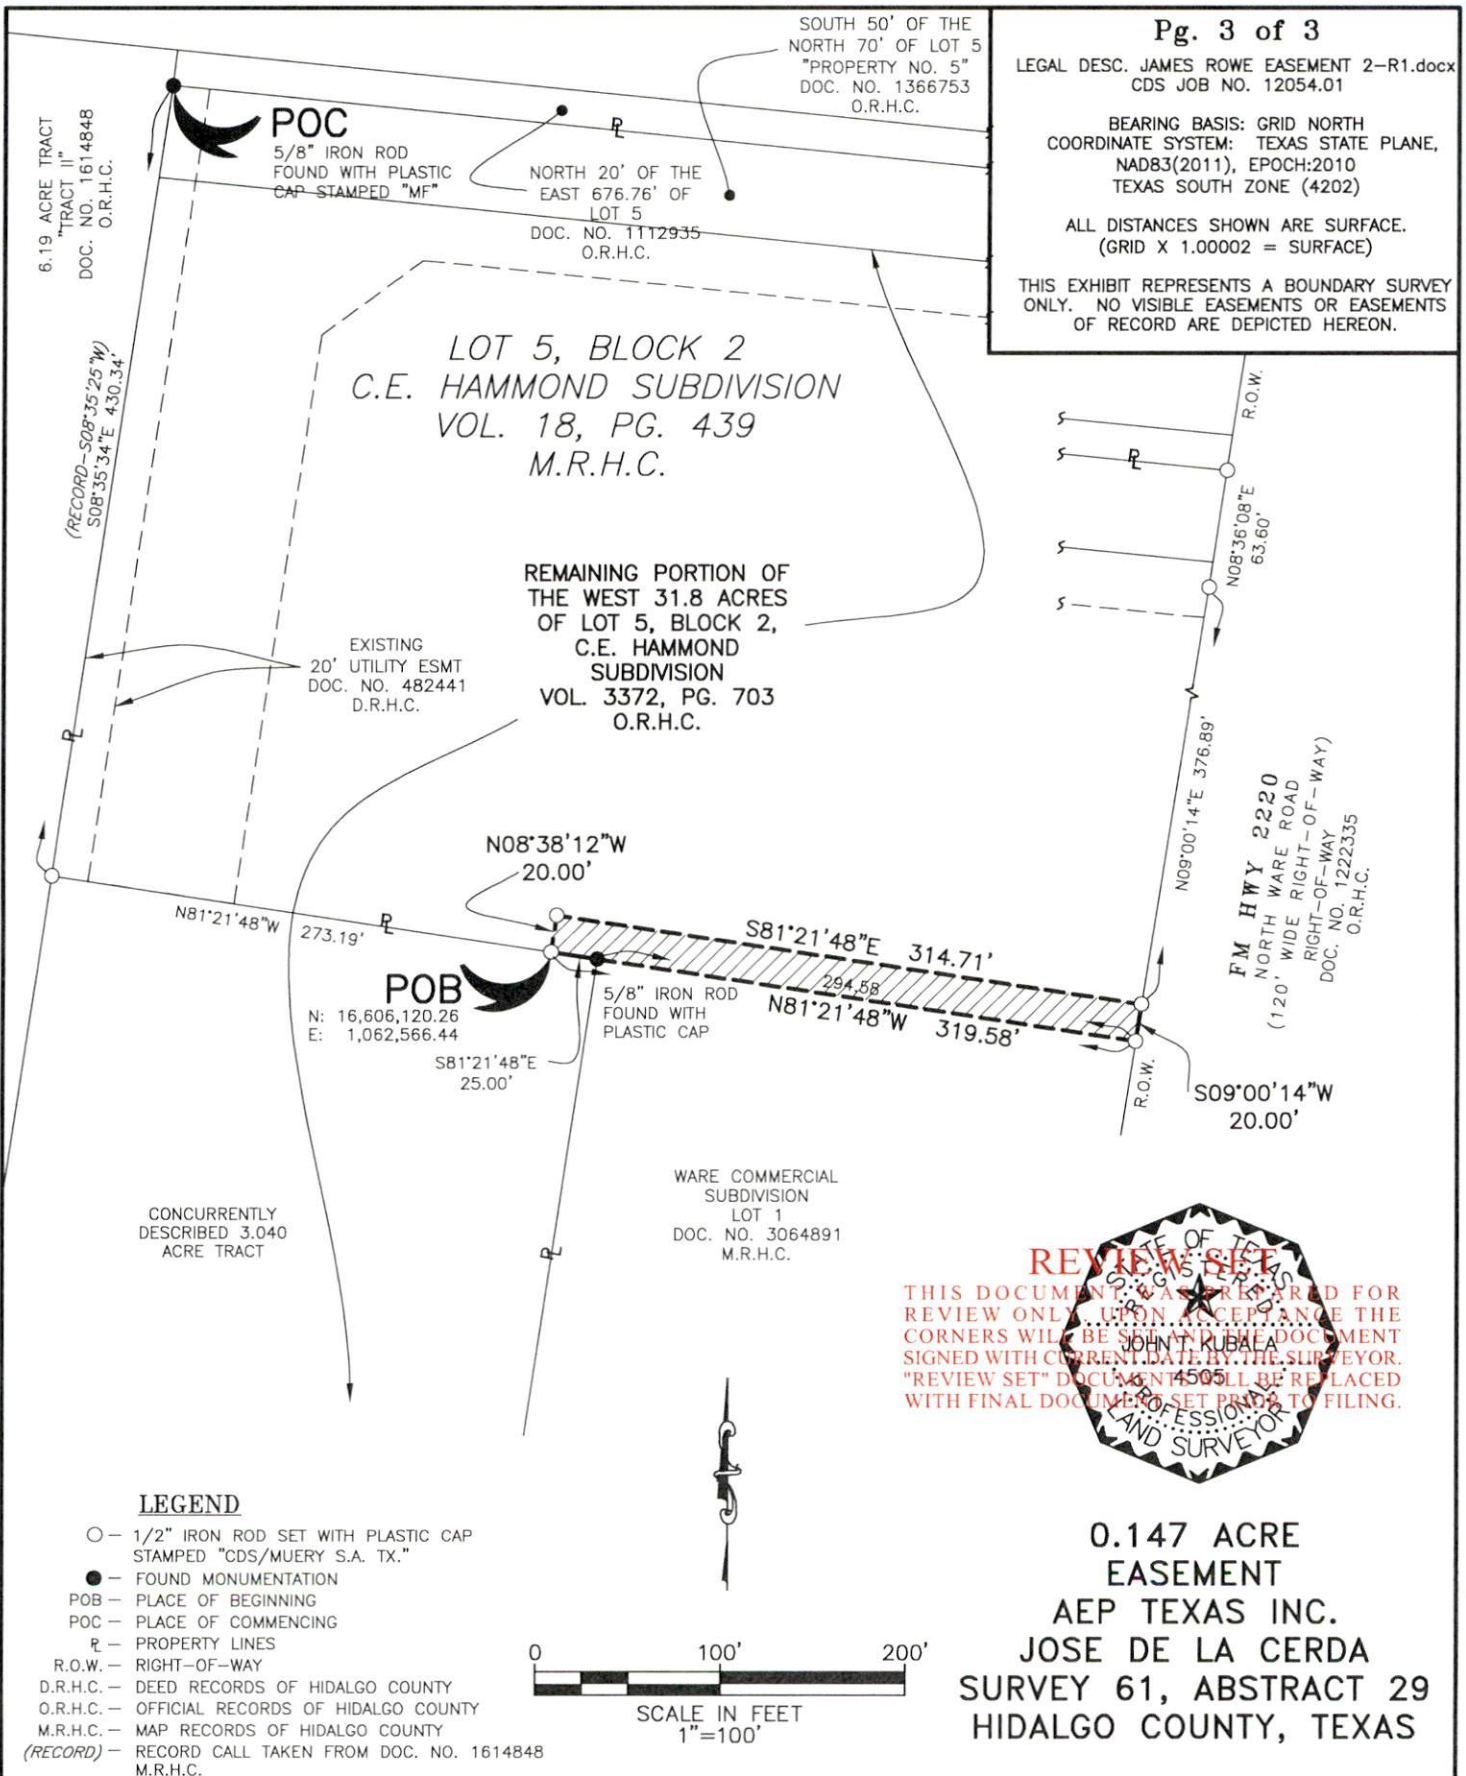 Pg. 3 of 3
LEGAL DESC. JAMES ROWE EASEMENT 2-R1.docx
CDS JOB NO. 12054.01
BEARING BASIS: GRID NORTH
COORDINATE SYSTEM: TEXAS STATE PLANE,
NAD83(2011), EPOCH:2010
TEXAS SOUTH ZONE (4202)
ALL DISTANCES SHOWN ARE SURFACE.
(GRID X 1.00002 = SURFACE)
THIS EXHIBIT REPRESENTS A BOUNDARY SURVEY
ONLY. NO VISIBLE EASEMENTS OR EASEMENTS
OF RECORD ARE DEPICTED HEREON.
SOUTH 50' OF THE
NORTH 70' OF LOT 5
"PROPERTY NO. 5"
DOC. NO. 1366753
O.R.H.C.
6.19 ACRE TRACT
"TRACT II"
DOC. NO. 1614848
O.R.H.C.
POC
5/8" IRON ROD
FOUND WITH PLASTIC
CAP STAMPED "MF"
NORTH 20' OF THE
EAST 676.76' OF
LOT 5
DOC. NO. 1112935
O.R.H.C.
PL
(RECORD-S08°35'25"W)
S08°35'34"E 430.34'
LOT 5, BLOCK 2
C.E. HAMMOND SUBDIVISION
VOL. 18, PG. 439
M.R.H.C.
R.O.W.
PL
N08°36'08"E
63.60'
REMAINING PORTION OF
THE WEST 31.8 ACRES
OF LOT 5, BLOCK 2,
C.E. HAMMOND
SUBDIVISION
VOL. 3372, PG. 703
O.R.H.C.
EXISTING
20' UTILITY ESMT
DOC. NO. 482441
D.R.H.C.
PL
N09°00'14"E 376.89'
FM HWY 2220
NORTH WARE ROAD
(120' WIDE RIGHT-OF-WAY)
RIGHT-OF-WAY
DOC. NO. 1222335
O.R.H.C.
N08°38'12"W
20.00'
N81°21'48"W 273.19'
PL
S81°21'48"E 314.71'
294.58
N81°21'48"W 319.58'
POB
N: 16,606,120.26
E: 1,062,566.44
5/8" IRON ROD
FOUND WITH
PLASTIC CAP
S81°21'48"E
25.00'
R.O.W.
S09°00'14"W
20.00'
CONCURRENTLY
DESCRIBED 3.040
ACRE TRACT
PL
WARE COMMERCIAL
SUBDIVISION
LOT 1
DOC. NO. 3064891
M.R.H.C.
REVIEW SET
THIS DOCUMENT WAS PREPARED FOR
REVIEW ONLY. UPON ACCEPTANCE THE
CORNERS WILL BE SET AND THE DOCUMENT
SIGNED WITH CURRENT DATE BY THE SURVEYOR.
"REVIEW SET" DOCUMENTS WILL BE REPLACED
WITH FINAL DOCUMENT SET PRIOR TO FILING.
STATE OF TEXAS
REGISTERED
JOHN T. KUBALA
4505
PROFESSIONAL
LAND SURVEYOR
LEGEND
○ – 1/2" IRON ROD SET WITH PLASTIC CAP
STAMPED "CDS/MUERY S.A. TX."
● – FOUND MONUMENTATION
POB – PLACE OF BEGINNING
POC – PLACE OF COMMENCING
PL – PROPERTY LINES
R.O.W. – RIGHT-OF-WAY
D.R.H.C. – DEED RECORDS OF HIDALGO COUNTY
O.R.H.C. – OFFICIAL RECORDS OF HIDALGO COUNTY
M.R.H.C. – MAP RECORDS OF HIDALGO COUNTY
(RECORD) – RECORD CALL TAKEN FROM DOC. NO. 1614848
M.R.H.C.
0 100' 200'
SCALE IN FEET
1"=100'
0.147 ACRE
EASEMENT
AEP TEXAS INC.
JOSE DE LA CERDA
SURVEY 61, ABSTRACT 29
HIDALGO COUNTY, TEXAS